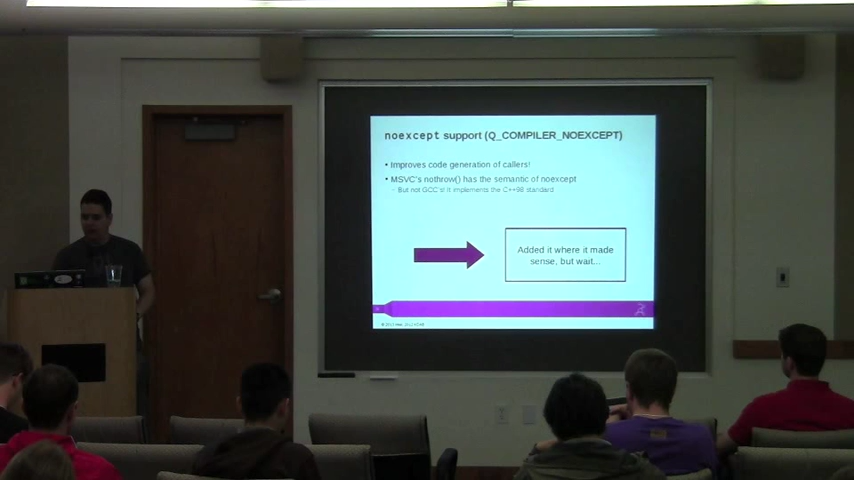 noexcept support (Q_COMPILER_NOEXCEPT)
• Improves code generation of callers!
• MSVC's nothrow() has the semantic of noexcept
- But not GCC's! It implements the C++98 standard
Added it where it made
sense, but wait...